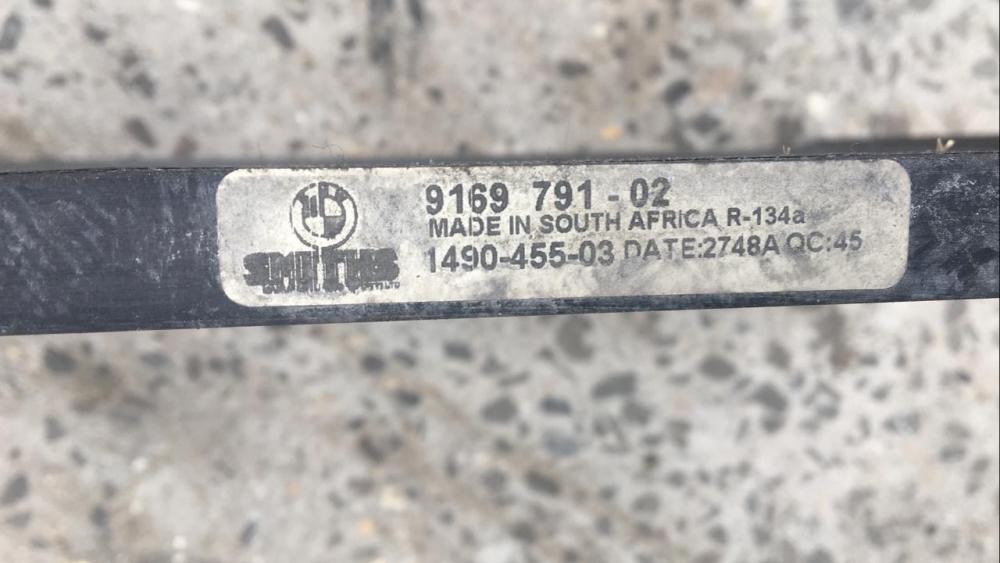 9169 791 - 02
MADE IN SOUTH AFRICA R-134a
SMITHS
1490-455-03 DATE:2748A QC:45